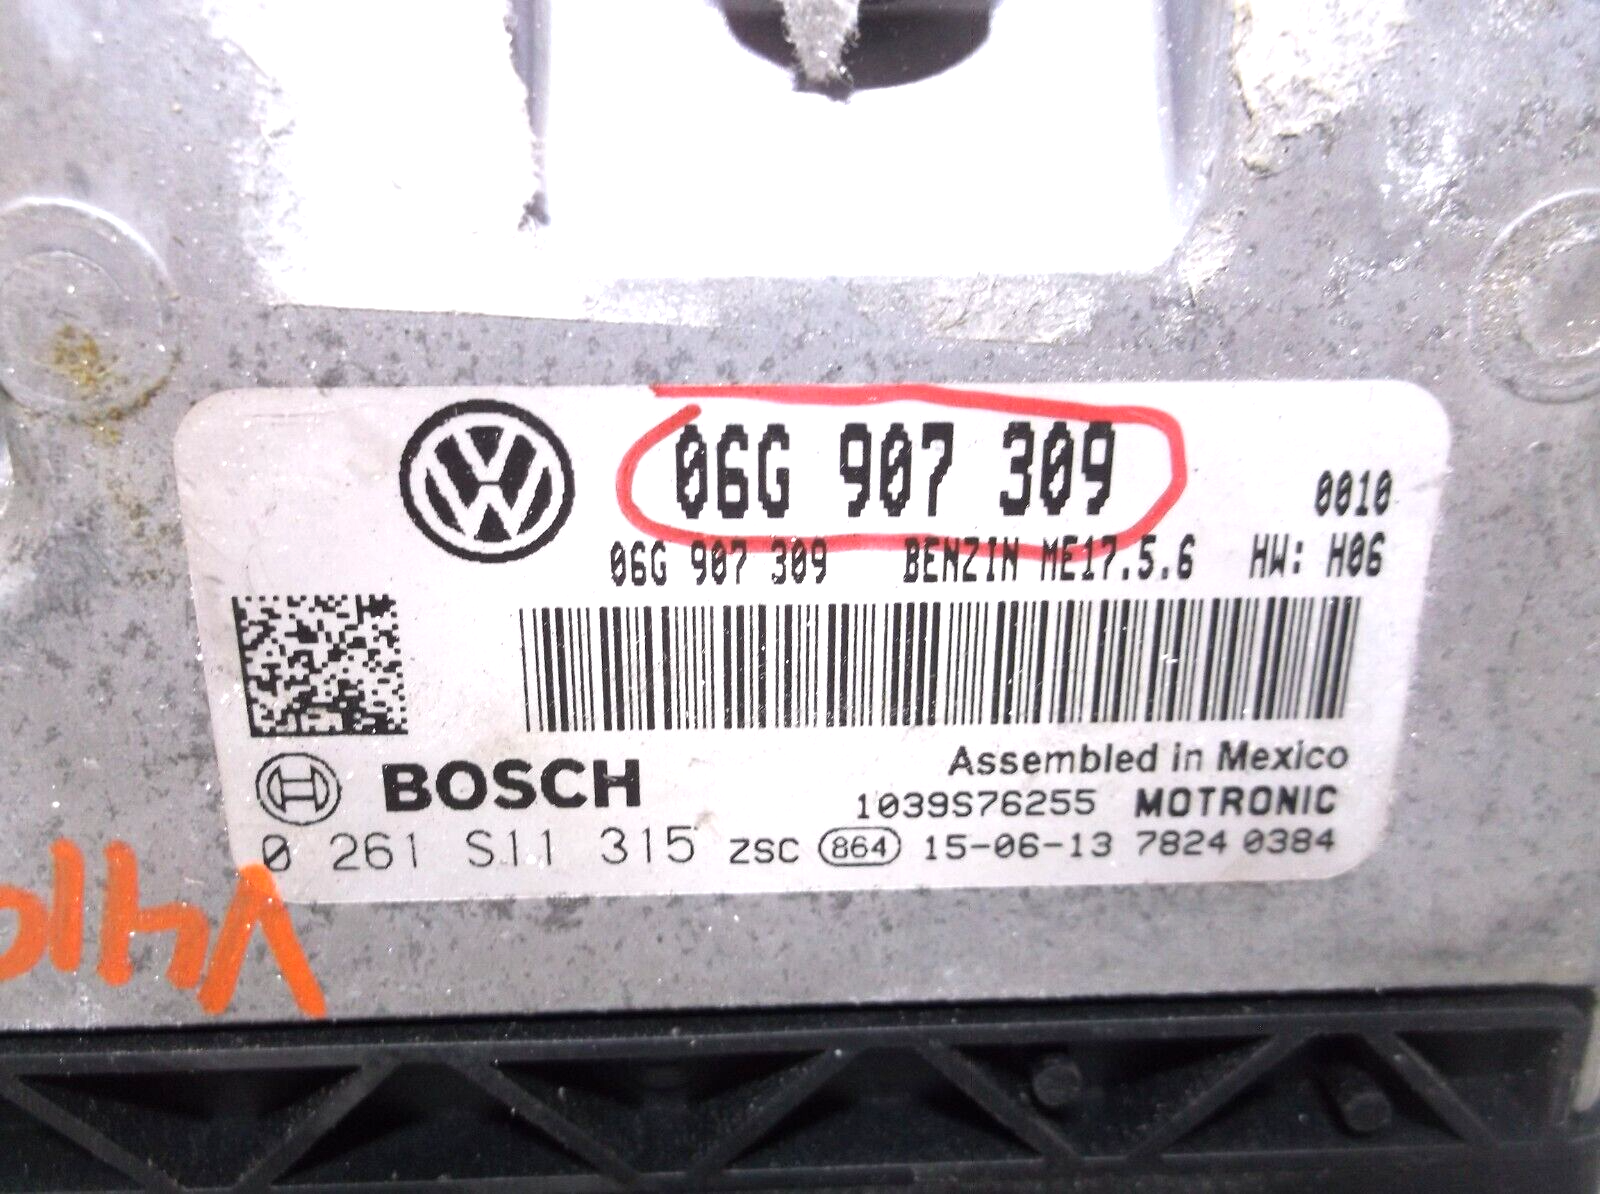 06G 907 309
0010
06G 907 309 BENZIN ME17.5.6 HW: H06
Assembled in Mexico
BOSCH
1039S76255 MOTRONIC
0 261 S11 315 ZSC 864 15-06-13 7824 0384